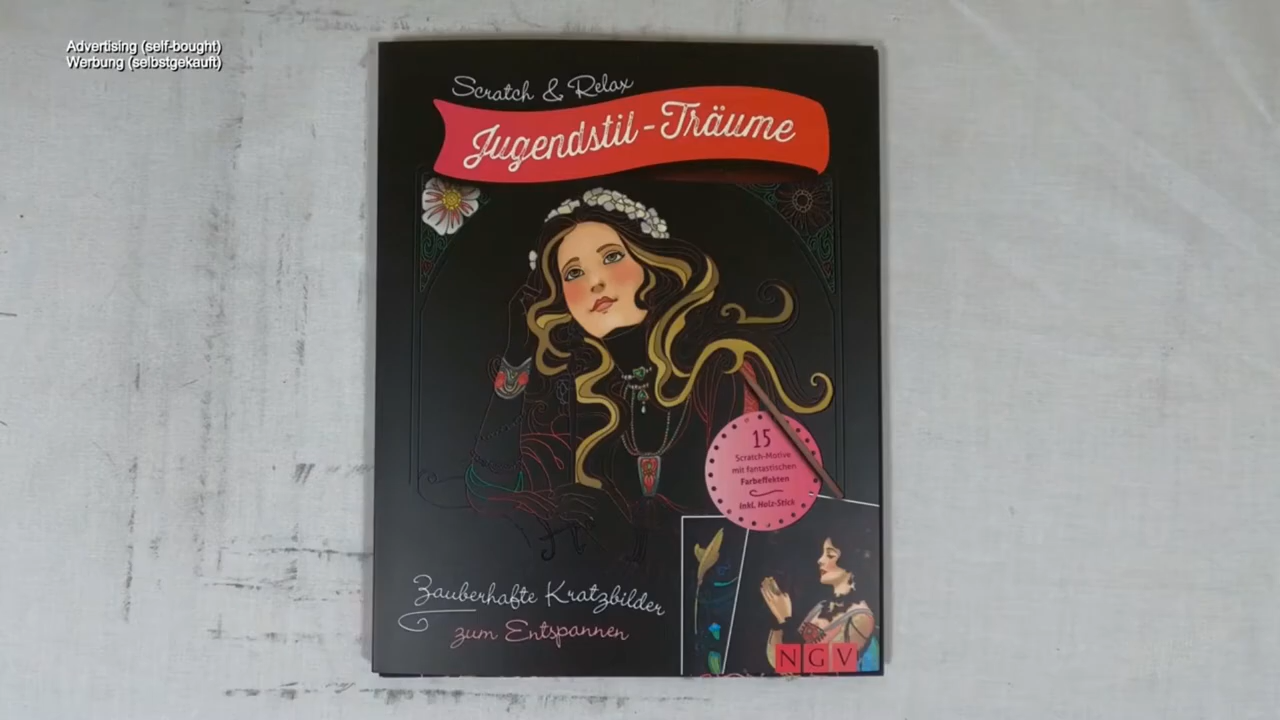 Advertising (self-bought)
Werbung (selbstgekauft)
Scratch & Relax
Jugendstil-Träume
15
Scratch-Motive
mit fantastischen
Farbeffekten
inkl. Holz-Stick
Zauberhafte Kratzbilder
zum Entspannen
NGV